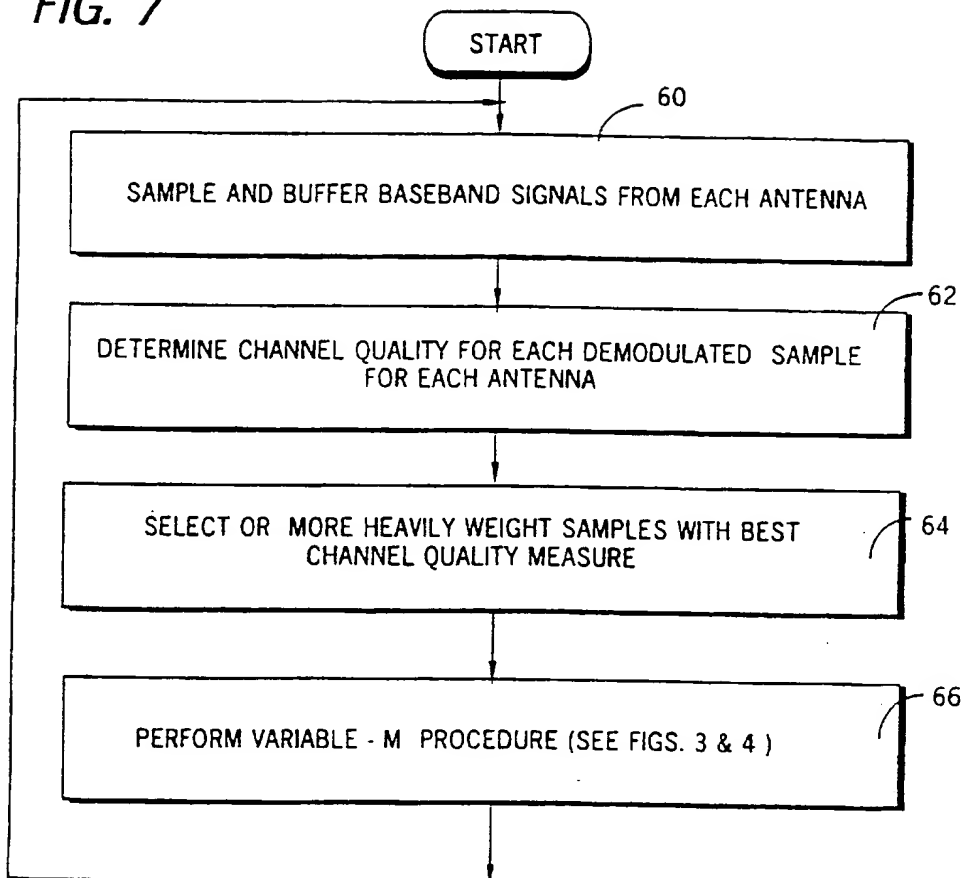 FIG. 7
START
60
SAMPLE AND BUFFER BASEBAND SIGNALS FROM EACH ANTENNA
62
DETERMINE CHANNEL QUALITY FOR EACH DEMODULATED SAMPLE
FOR EACH ANTENNA
SELECT OR MORE HEAVILY WEIGHT SAMPLES WITH BEST
CHANNEL QUALITY MEASURE
64
PERFORM VARIABLE - M PROCEDURE (SEE FIGS. 3 & 4 )
66